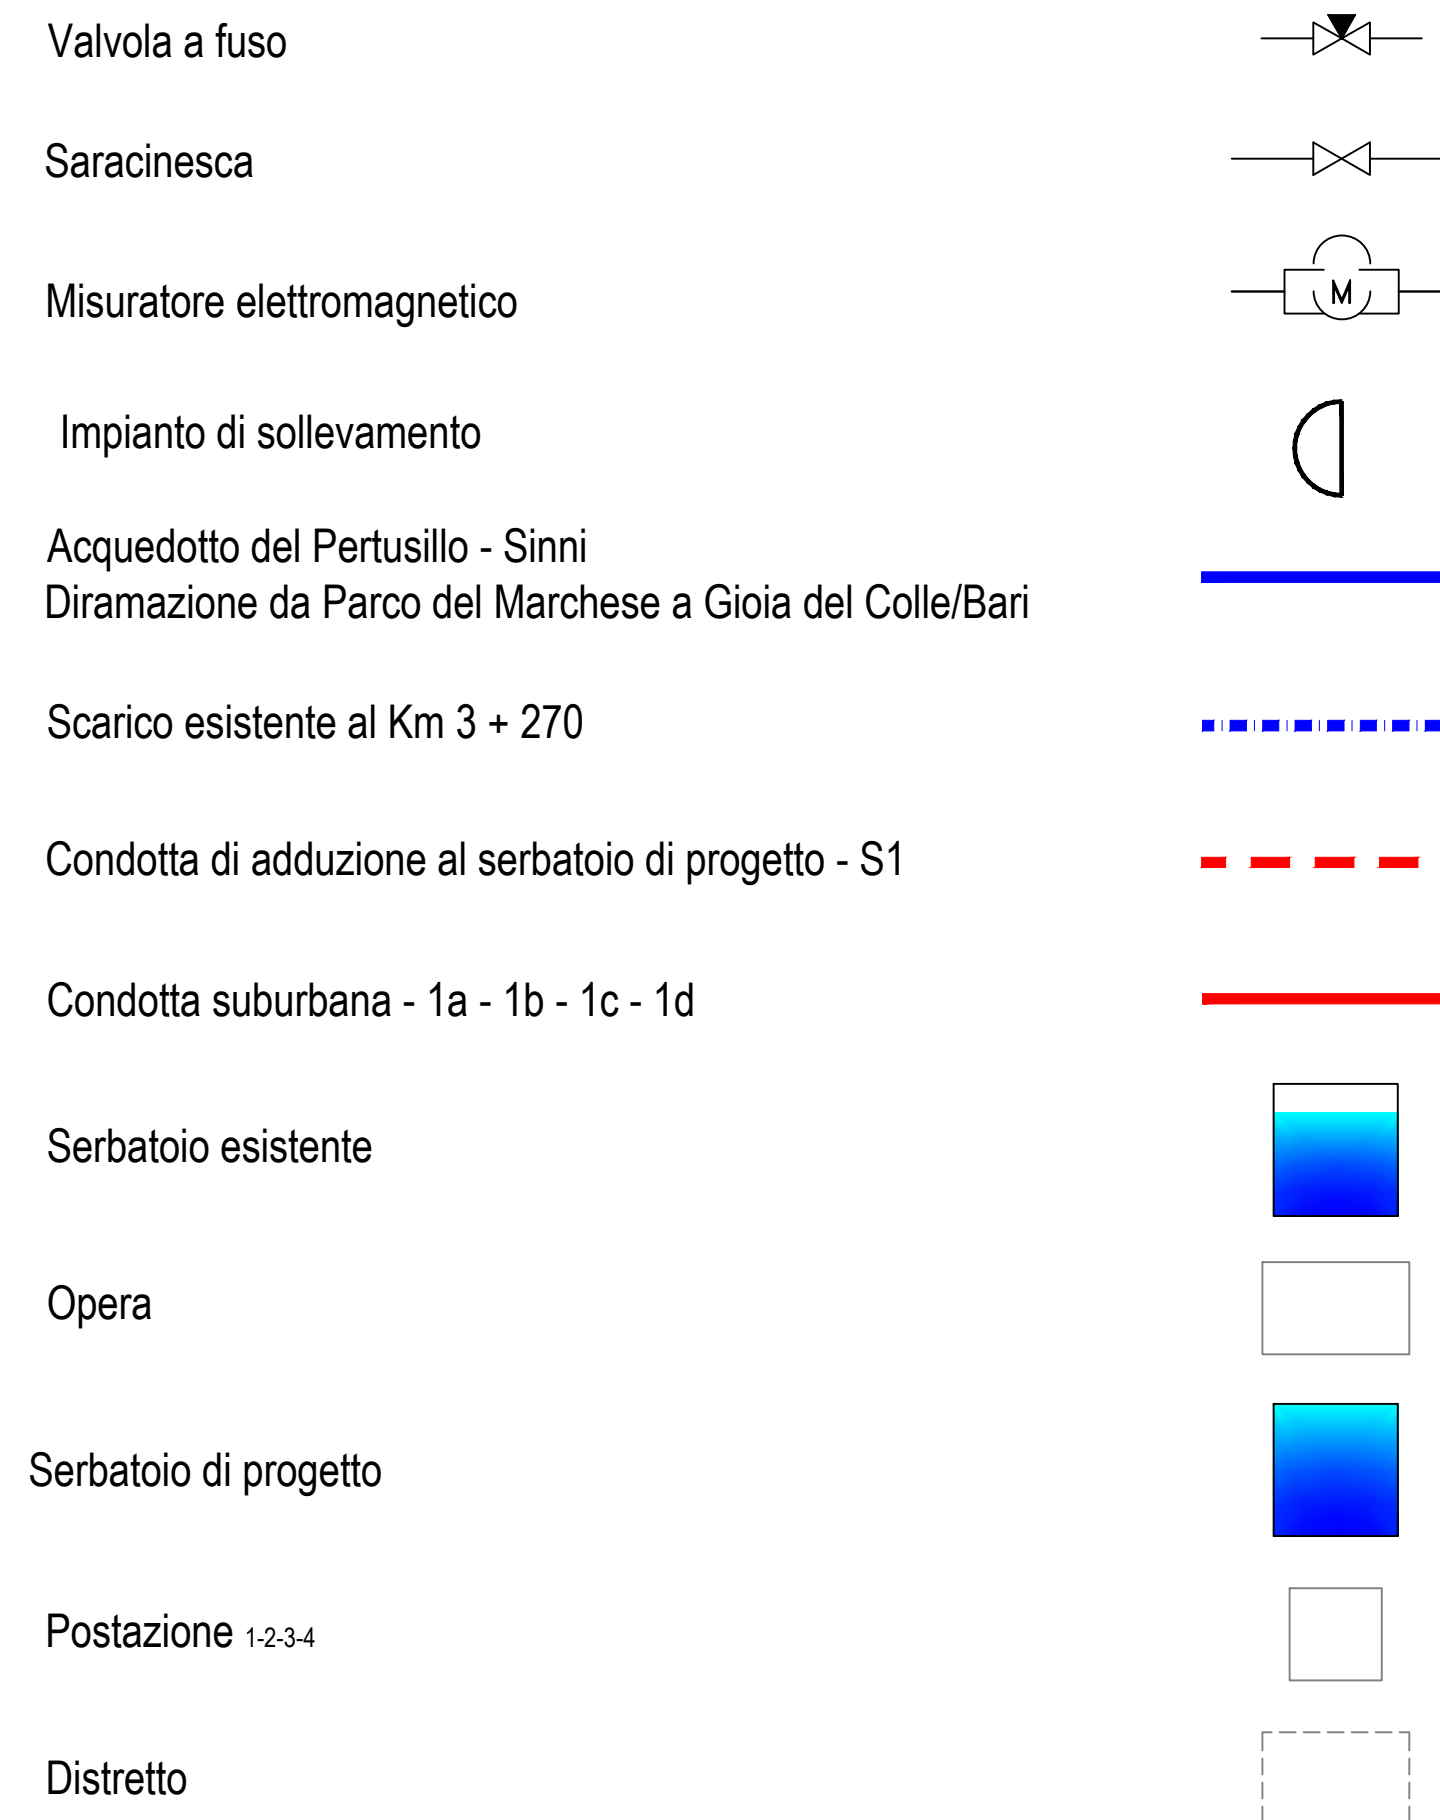 Valvola a fuso
Saracinesca
Misuratore elettromagnetico
M
Impianto di sollevamento
Acquedotto del Pertusillo - Sinni
Diramazione da Parco del Marchese a Gioia del Colle/Bari
Scarico esistente al Km 3 + 270
Condotta di adduzione al serbatoio di progetto - S1
Condotta suburbana - 1a - 1b - 1c - 1d
Serbatoio esistente
Opera
Serbatoio di progetto
Postazione 1-2-3-4
Distretto